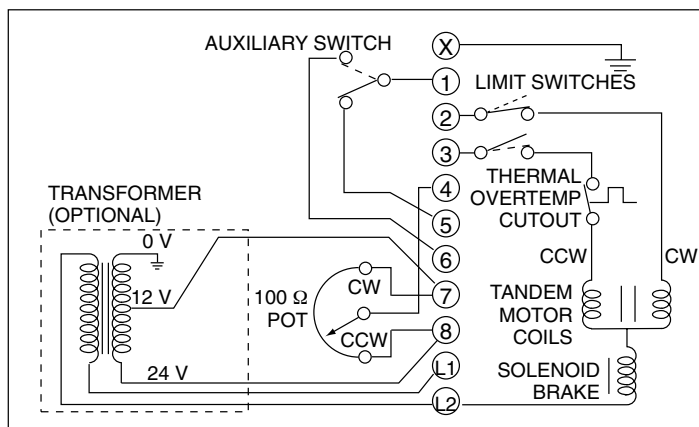 AUXILIARY SWITCH
X
1
LIMIT SWITCHES
2
3
THERMAL
OVERTEMP
CUTOUT
4
5
6
TRANSFORMER
(OPTIONAL)
0 V
12 V
24 V
100 Ω
POT
CW
CCW
7
8
L1
L2
CCW
CW
TANDEM
MOTOR
COILS
SOLENOID
BRAKE